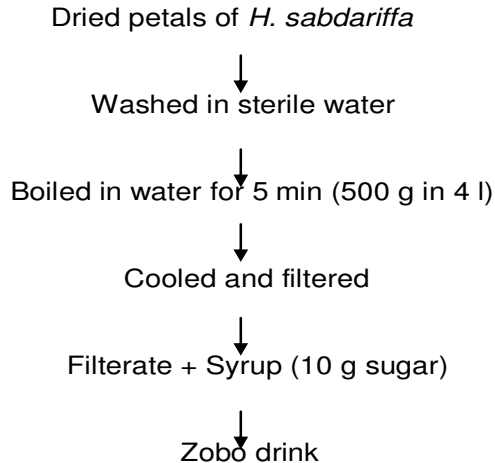 Dried petals of H. sabdariffa
Washed in sterile water
Boiled in water for 5 min (500 g in 4 l)
Cooled and filtered
Filterate + Syrup (10 g sugar)
Zobo drink